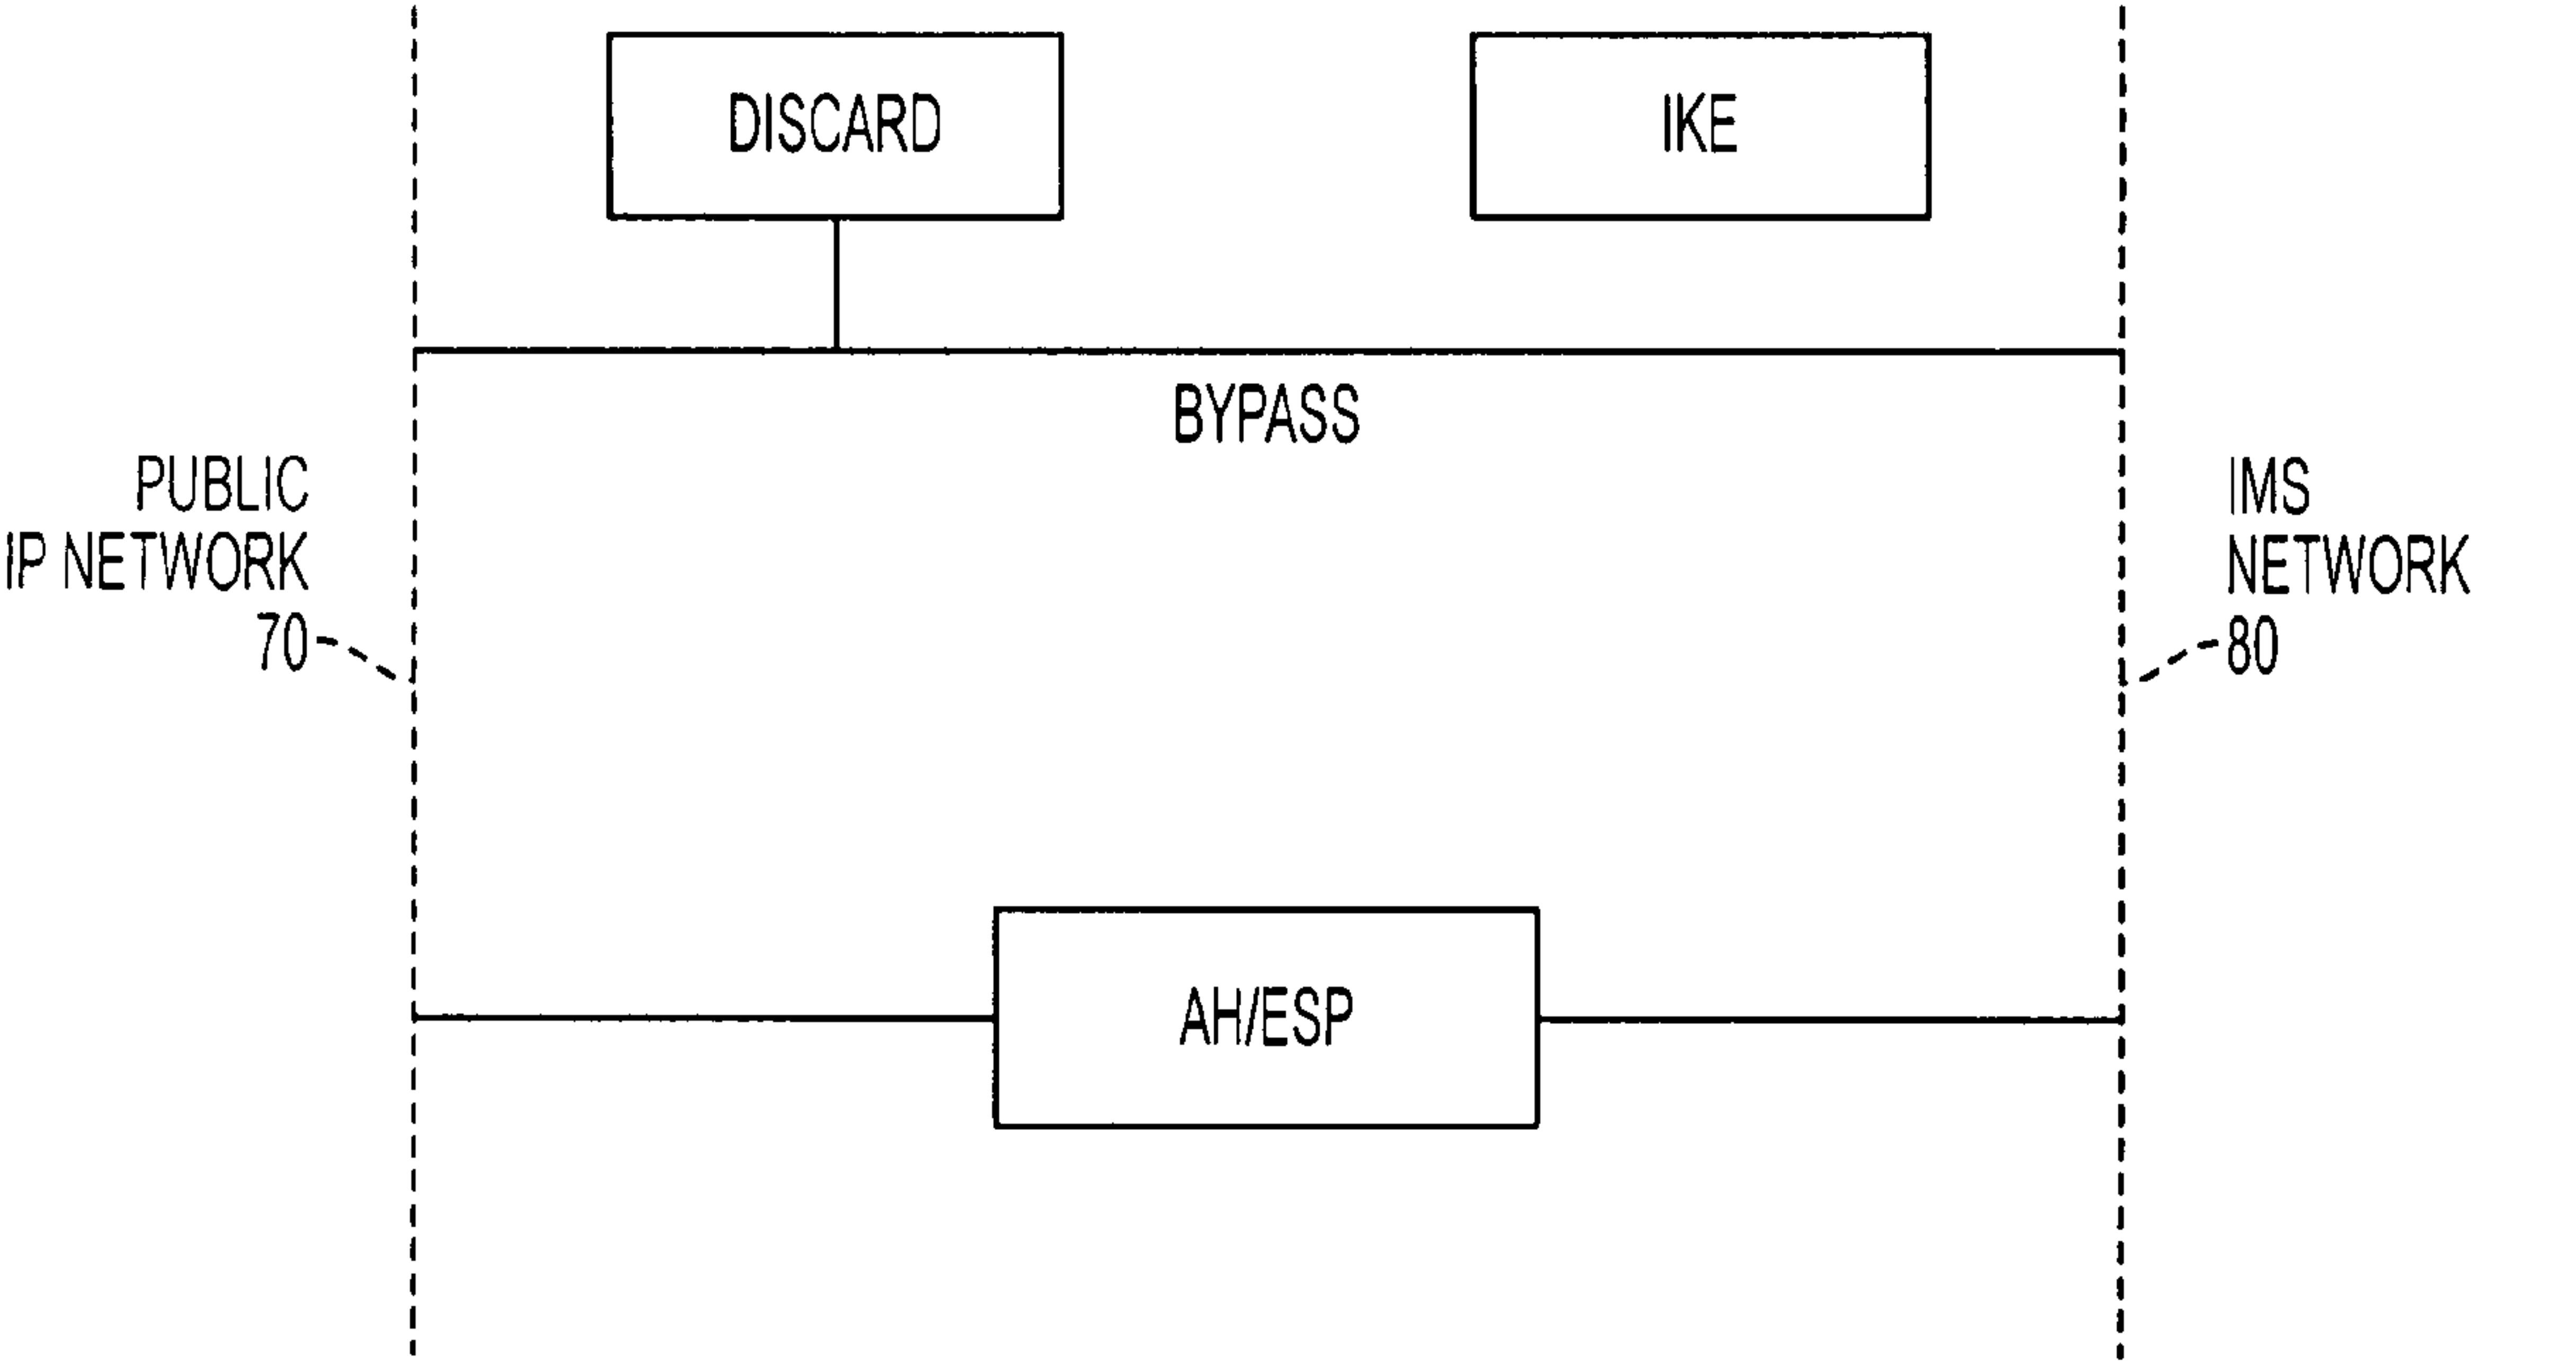 DISCARD
IKE
BYPASS
PUBLIC
IP NETWORK
70
IMS
NETWORK
80
AH/ESP